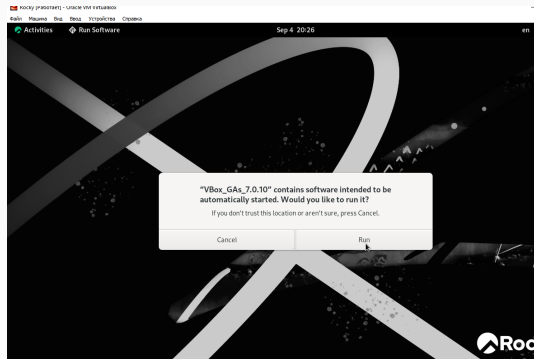 Rocky [Работает] - Oracle VM VirtualBox
Файл Машина Вид Ввод Устройства Справка
Activities Run Software Sep 4 20:26 en
"VBox_GAs_7.0.10" contains software intended to be
automatically started. Would you like to run it?
If you don't trust this location or aren't sure, press Cancel.
Cancel Run
Roc